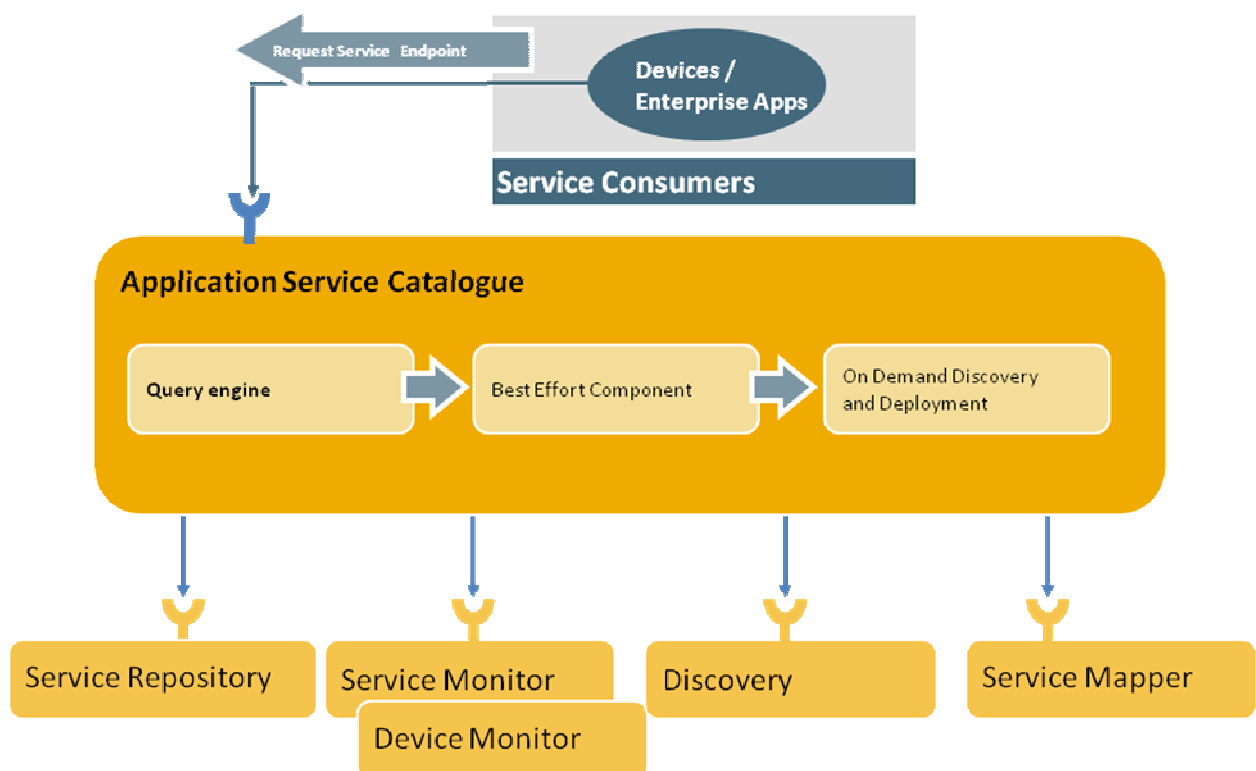 Request Service Endpoint
Devices /
Enterprise Apps
Service Consumers
Application Service Catalogue
Query engine
Best Effort Component
On Demand Discovery
and Deployment
Service Repository
Service Monitor
Device Monitor
Discovery
Service Mapper